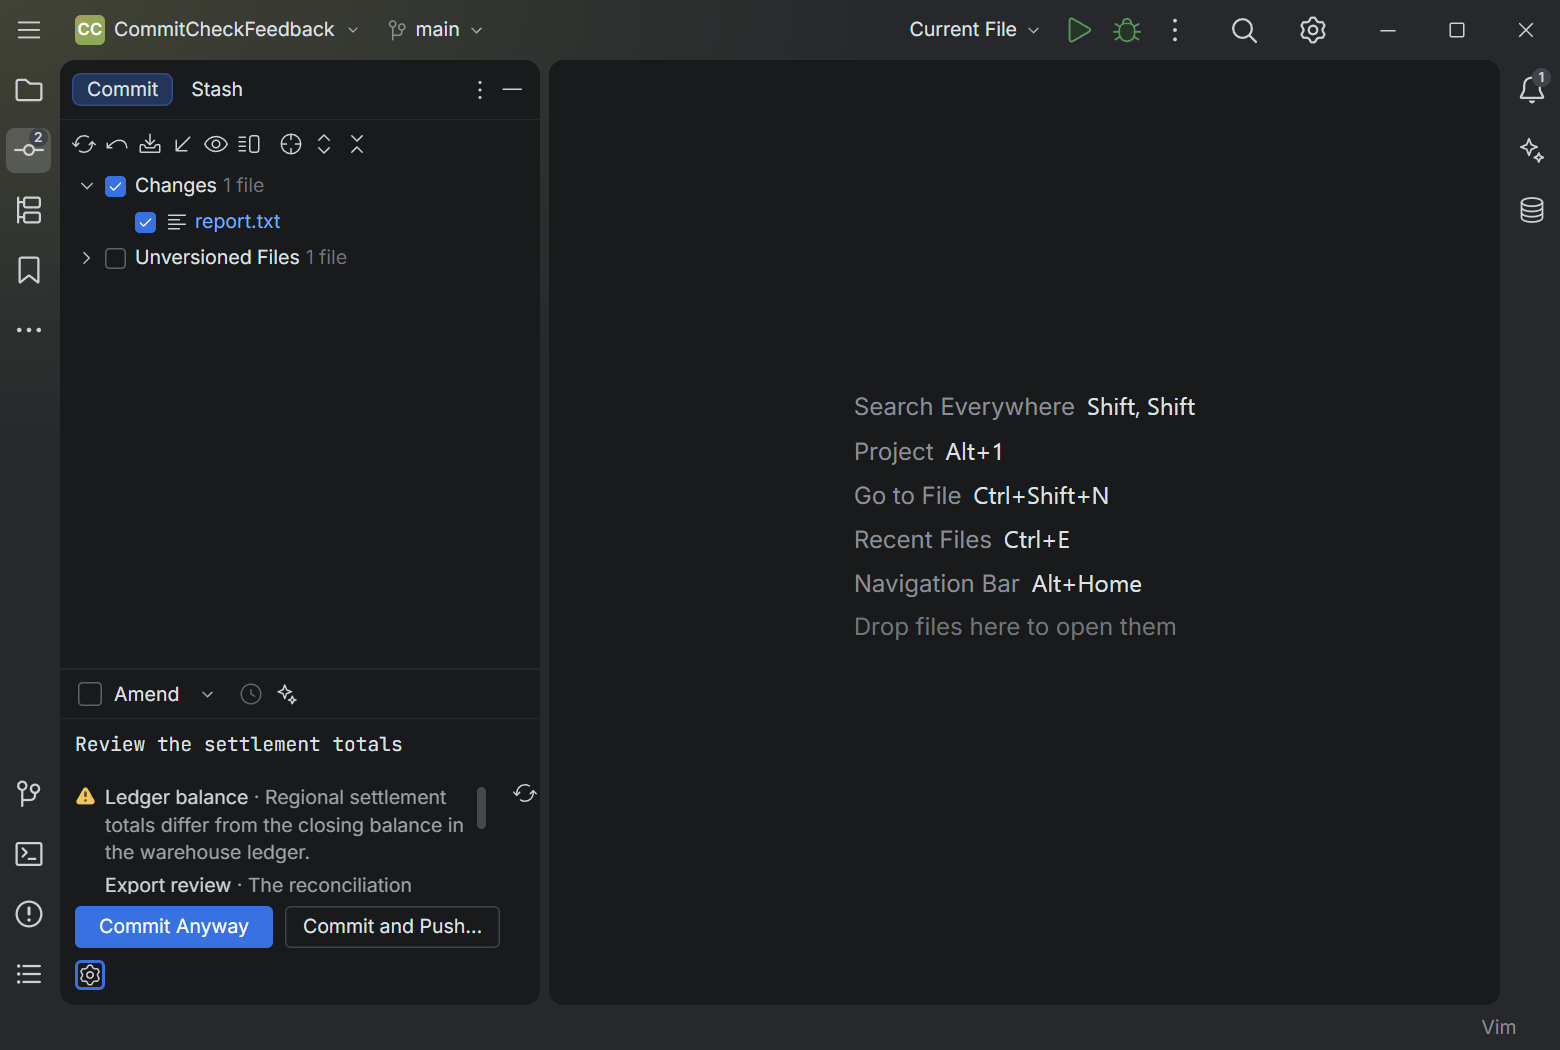 CC CommitCheckFeedback main Current File
Commit Stash
1
2
Changes 1 file
report.txt
Unversioned Files 1 file
Search Everywhere Shift, Shift
Project Alt+1
Go to File Ctrl+Shift+N
Recent Files Ctrl+E
Navigation Bar Alt+Home
Drop files here to open them
Amend
Review the settlement totals
Ledger balance · Regional settlement
totals differ from the closing balance in
the warehouse ledger.
Export review · The reconciliation
Commit Anyway Commit and Push...
Vim